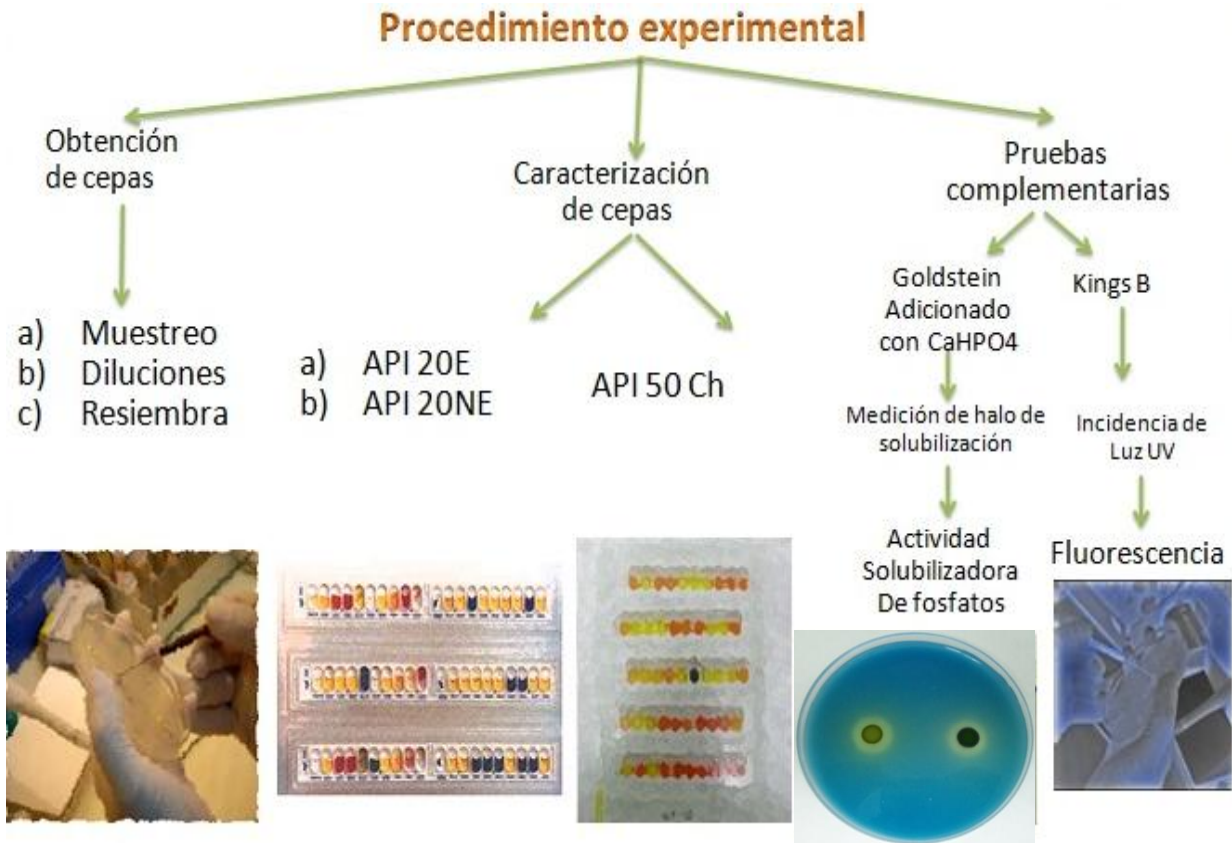 Procedimiento experimental
Obtención
de cepas
a) Muestreo
b) Diluciones
c) Resiembra
Caracterización
de cepas
a) API 20E
b) API 20NE
API 50 Ch
Pruebas
complementarias
Goldstein
Adicionado
con CaHPO4
Medición de halo de
solubilización
Actividad
Solubilizadora
De fosfatos
Kings B
Incidencia de
Luz UV
Fluorescencia